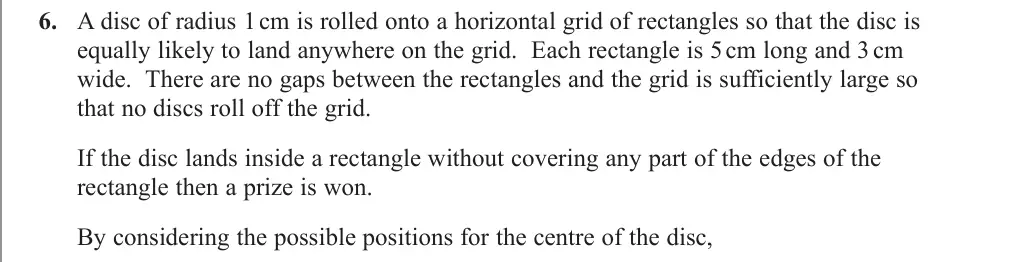 6. A disc of radius 1 cm is rolled onto a horizontal grid of rectangles so that the disc is
equally likely to land anywhere on the grid. Each rectangle is 5 cm long and 3 cm
wide. There are no gaps between the rectangles and the grid is sufficiently large so
that no discs roll off the grid.
If the disc lands inside a rectangle without covering any part of the edges of the
rectangle then a prize is won.
By considering the possible positions for the centre of the disc,